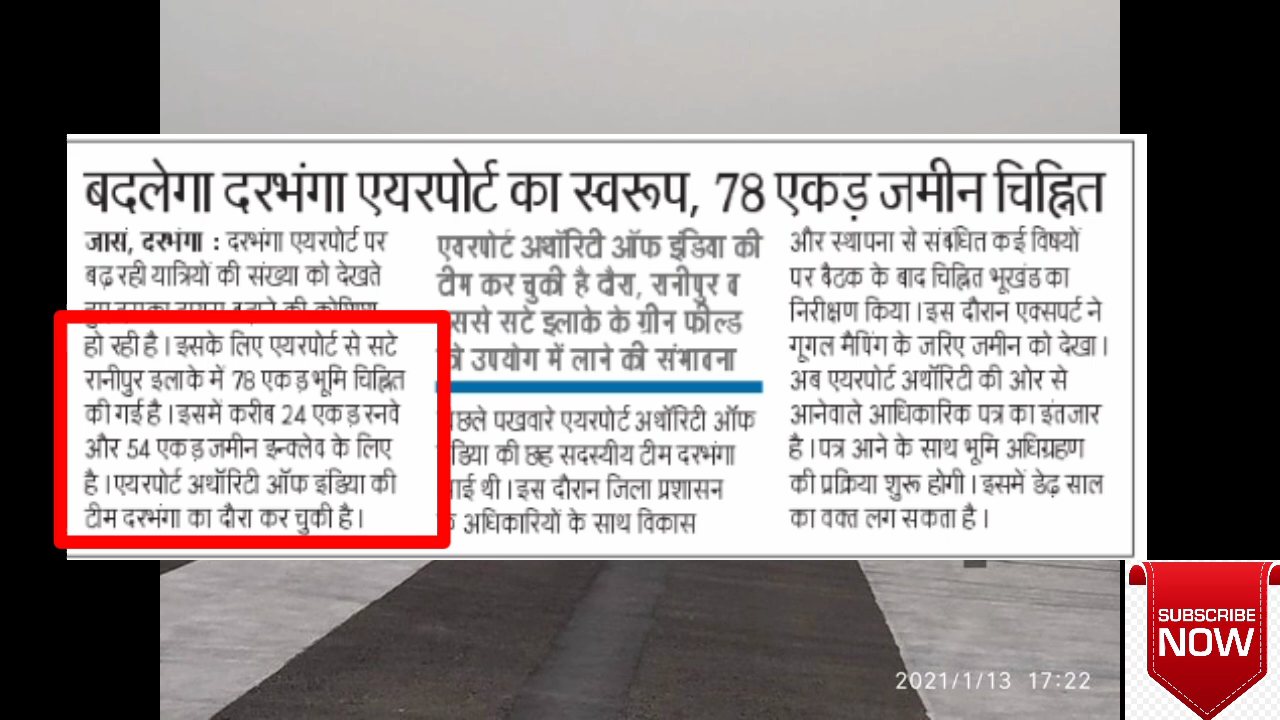 बदलेगा दरभंगा एयरपोर्ट का स्वरूप, 78 एकड़ जमीन चिह्नित
जासं, दरभंगा : दरभंगा एयरपोर्ट पर
बढ़ रही यात्रियों की संख्या को देखते
हो रही है। इसके लिए एयरपोर्ट से सटे
रानीपुर इलाके में 78 एकड़ भूमि चिह्नित
की गई है। इसमें करीब 24 एकड़ रनवे
और 54 एकड़ जमीन इन्क्लेव के लिए
है। एयरपोर्ट अथॉरिटी ऑफ इंडिया की
टीम दरभंगा का दौरा कर चुकी है।
एयरपोर्ट अथॉरिटी ऑफ इंडिया की
टीम कर चुकी है दौरा, रानीपुर व
सटे इलाके के ग्रीन फील्ड
उपयोग में लाने की संभावना
पखवारे एयरपोर्ट अथॉरिटी ऑफ
की छह सदस्यीय टीम दरभंगा
थी। इस दौरान जिला प्रशासन
अधिकारियों के साथ विकास
और स्थापना से संबंधित कई विषयों
पर बैठक के बाद चिह्नित भूखंड का
निरीक्षण किया। इस दौरान एक्सपर्ट ने
गूगल मैपिंग के जरिए जमीन को देखा।
अब एयरपोर्ट अथॉरिटी की ओर से
आनेवाले आधिकारिक पत्र का इंतजार
है। पत्र आने के साथ भूमि अधिग्रहण
की प्रक्रिया शुरू होगी। इसमें डेढ़ साल
का वक्त लग सकता है।
2021/1/13 17:22
SUBSCRIBE
NOW